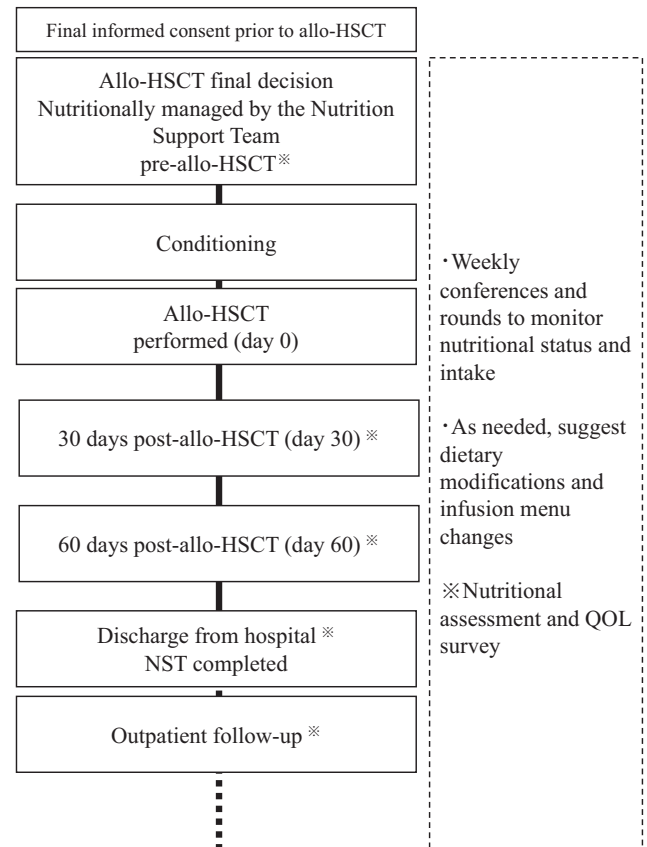 Final informed consent prior to allo-HSCT
Allo-HSCT final decision
Nutritionally managed by the Nutrition
Support Team
pre-allo-HSCT※
Conditioning
Allo-HSCT
performed (day 0)
30 days post-allo-HSCT (day 30) ※
60 days post-allo-HSCT (day 60) ※
Discharge from hospital ※
NST completed
Outpatient follow-up ※
・Weekly
conferences and
rounds to monitor
nutritional status and
intake
・As needed, suggest
dietary
modifications and
infusion menu
changes
※Nutritional
assessment and QOL
survey